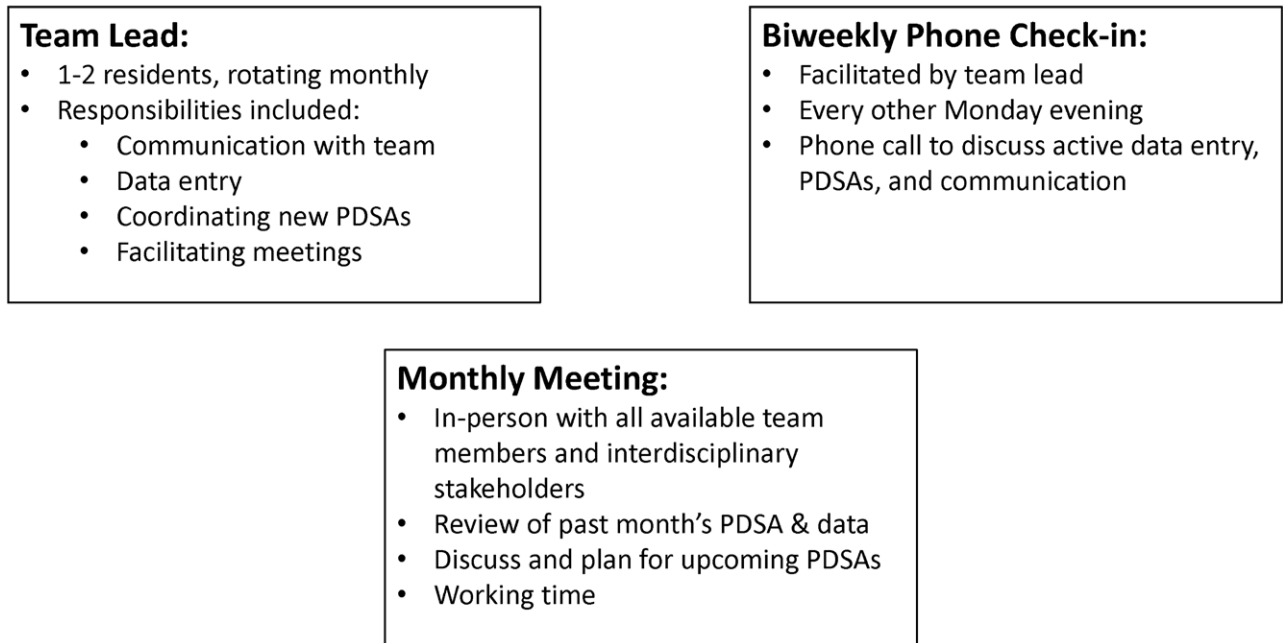 Team Lead:
• 1-2 residents, rotating monthly
• Responsibilities included:
• Communication with team
• Data entry
• Coordinating new PDSAs
• Facilitating meetings
Biweekly Phone Check-in:
• Facilitated by team lead
• Every other Monday evening
• Phone call to discuss active data entry,
PDSAs, and communication
Monthly Meeting:
• In-person with all available team
members and interdisciplinary
stakeholders
• Review of past month’s PDSA & data
• Discuss and plan for upcoming PDSAs
• Working time